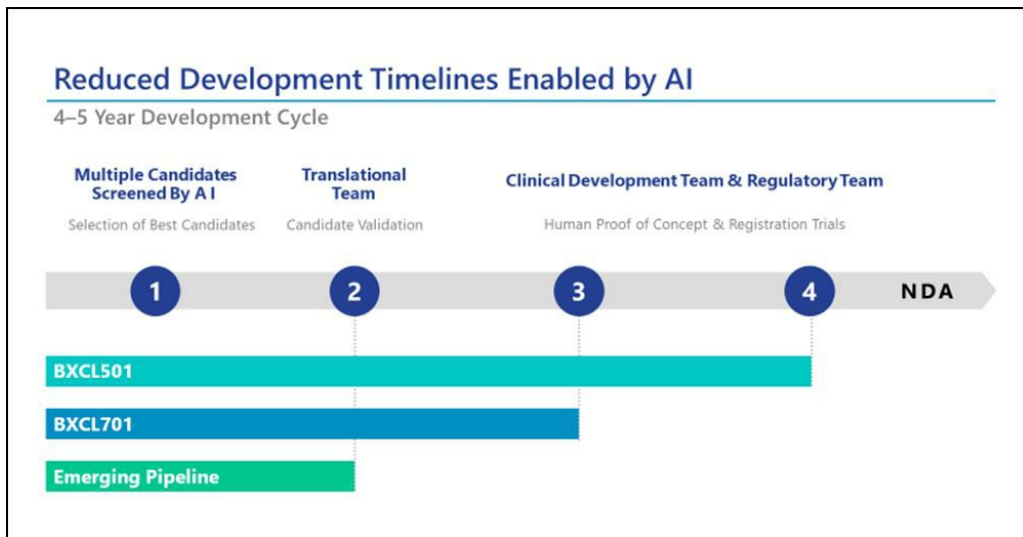 Reduced Development Timelines Enabled by AI
4–5 Year Development Cycle
Multiple Candidates
Screened By A I
Selection of Best Candidates
Translational
Team
Candidate Validation
Clinical Development Team & Regulatory Team
Human Proof of Concept & Registration Trials
1
2
3
4
NDA
BXCL501
BXCL701
Emerging Pipeline